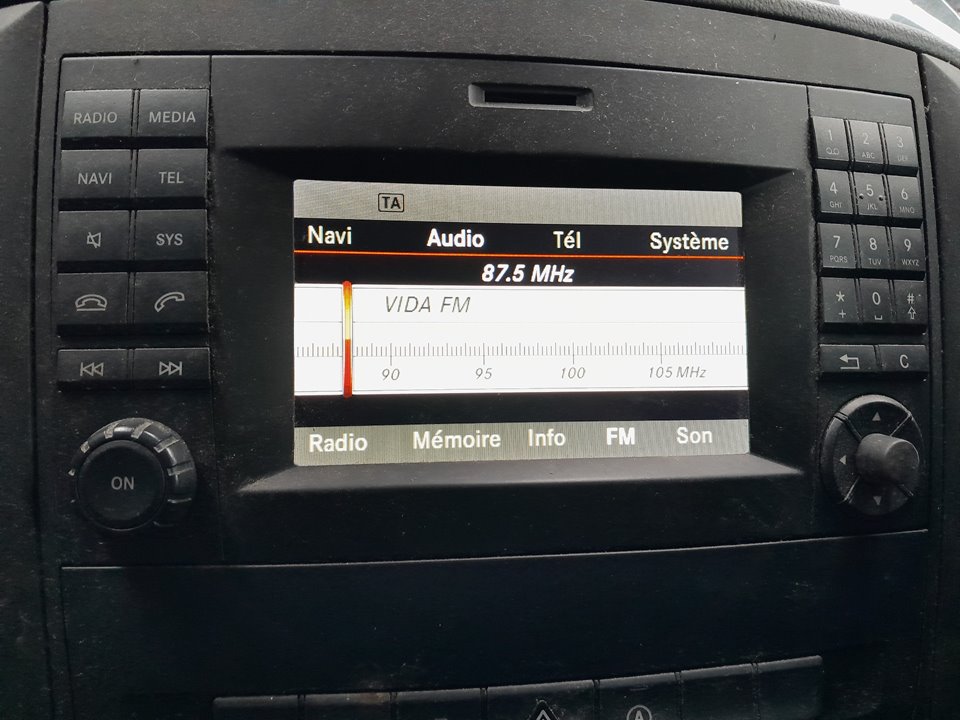 RADIO MEDIA
NAVI TEL
SYS
ON
TA
Navi Audio Tél Système
87.5 MHz
VIDA FM
90 95 100 105 MHz
Radio Mémoire Info FM Son
1 2 ABC 3 DEF
4 GHI 5 JKL 6 MNO
7 PQRS 8 TUV 9 WXYZ
* + 0 #
C
A